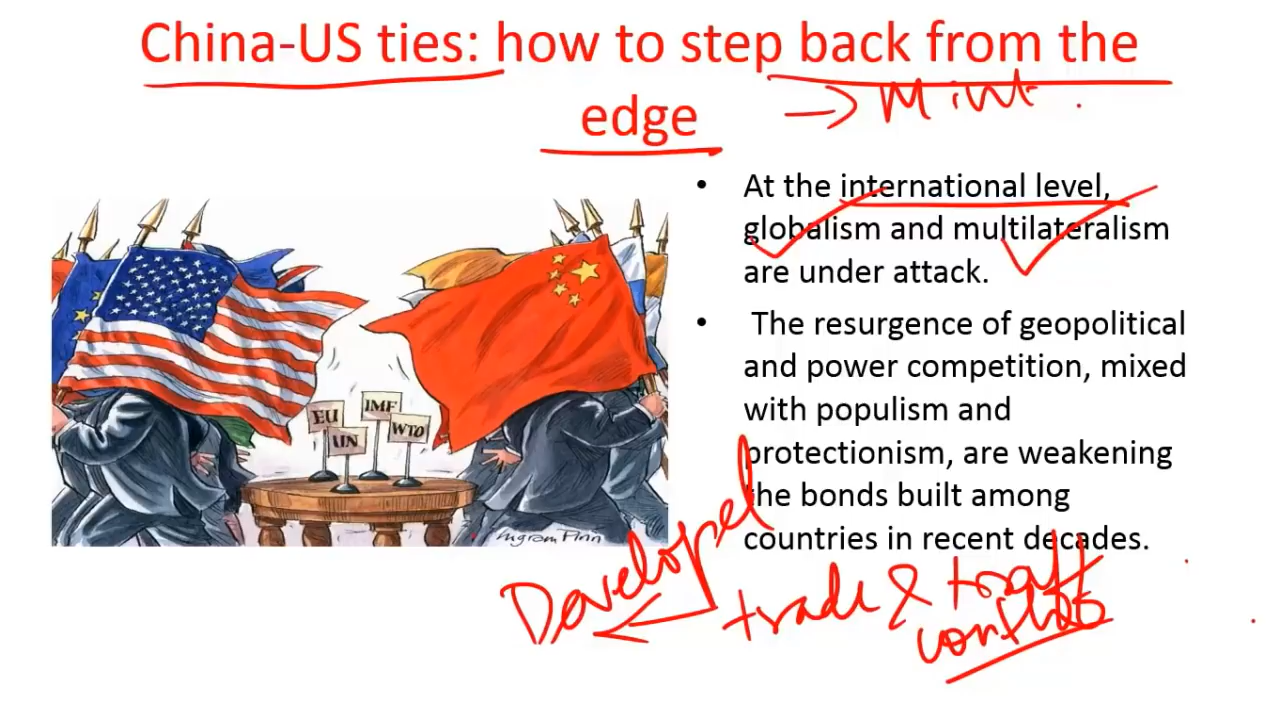 China-US ties: how to step back from the
edge
→ Mint
• At the international level,
globalism and multilateralism
are under attack.
• The resurgence of geopolitical
and power competition, mixed
with populism and
protectionism, are weakening
the bonds built among
countries in recent decades.
EU
IMF
UN
WTO
Ingram Pinn
Developed
trade &
conflicts